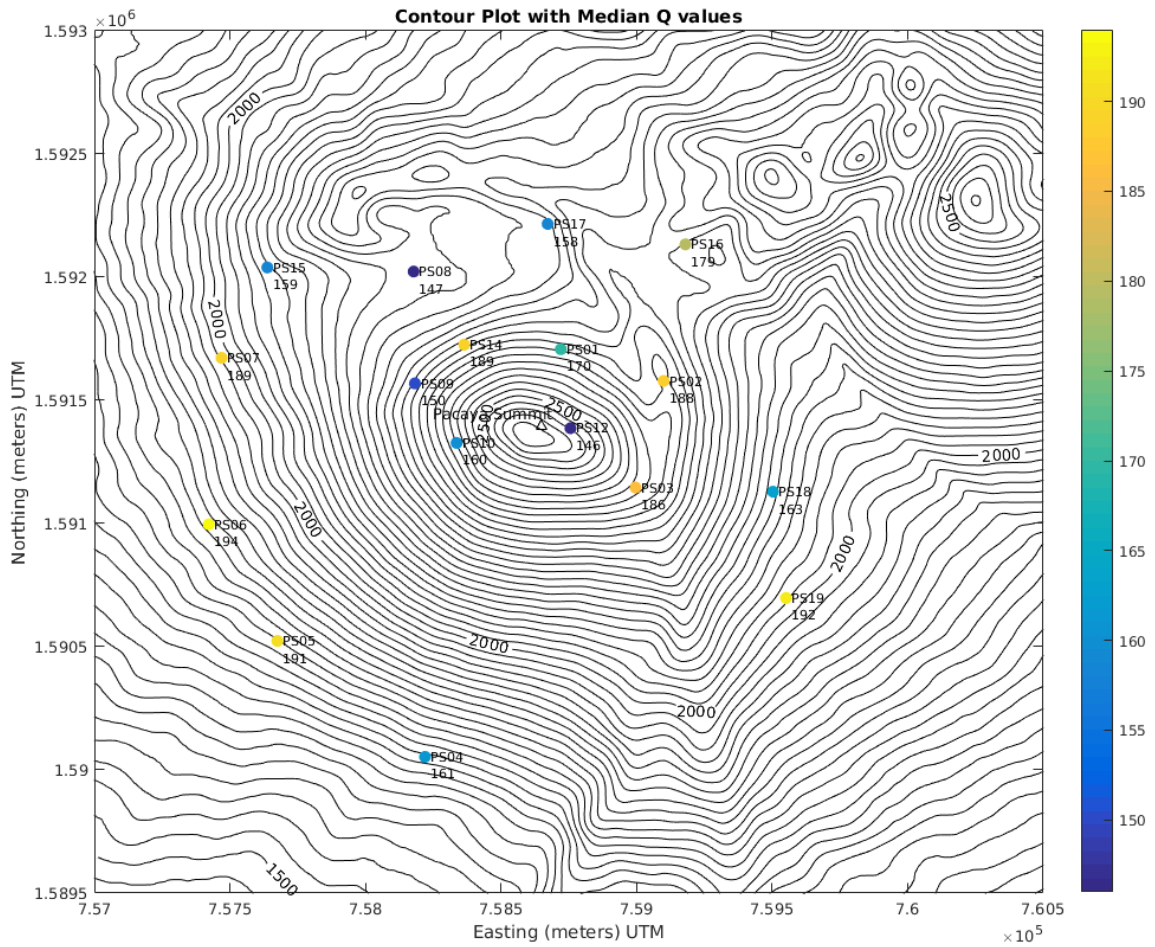 Contour Plot with Median Q values
×10⁶
1.593
1.5925
1.592
1.5915
1.591
1.5905
1.59
1.5895
Northing (meters) UTM
7.57
7.575
7.58
7.585
7.59
7.595
7.6
7.605
×10⁵
Easting (meters) UTM
190
185
180
175
170
165
160
155
150
2000
2500
PS17
158
PS16
179
PS15
159
PS08
147
2000
PS07
189
PS14
189
PS01
170
PS02
188
PS09
150
2500
Pacaya Summit
2500
PS12
146
PS10
160
2000
PS03
186
PS18
163
PS06
194
2000
2000
PS19
192
PS05
191
2000
2000
PS04
161
1500